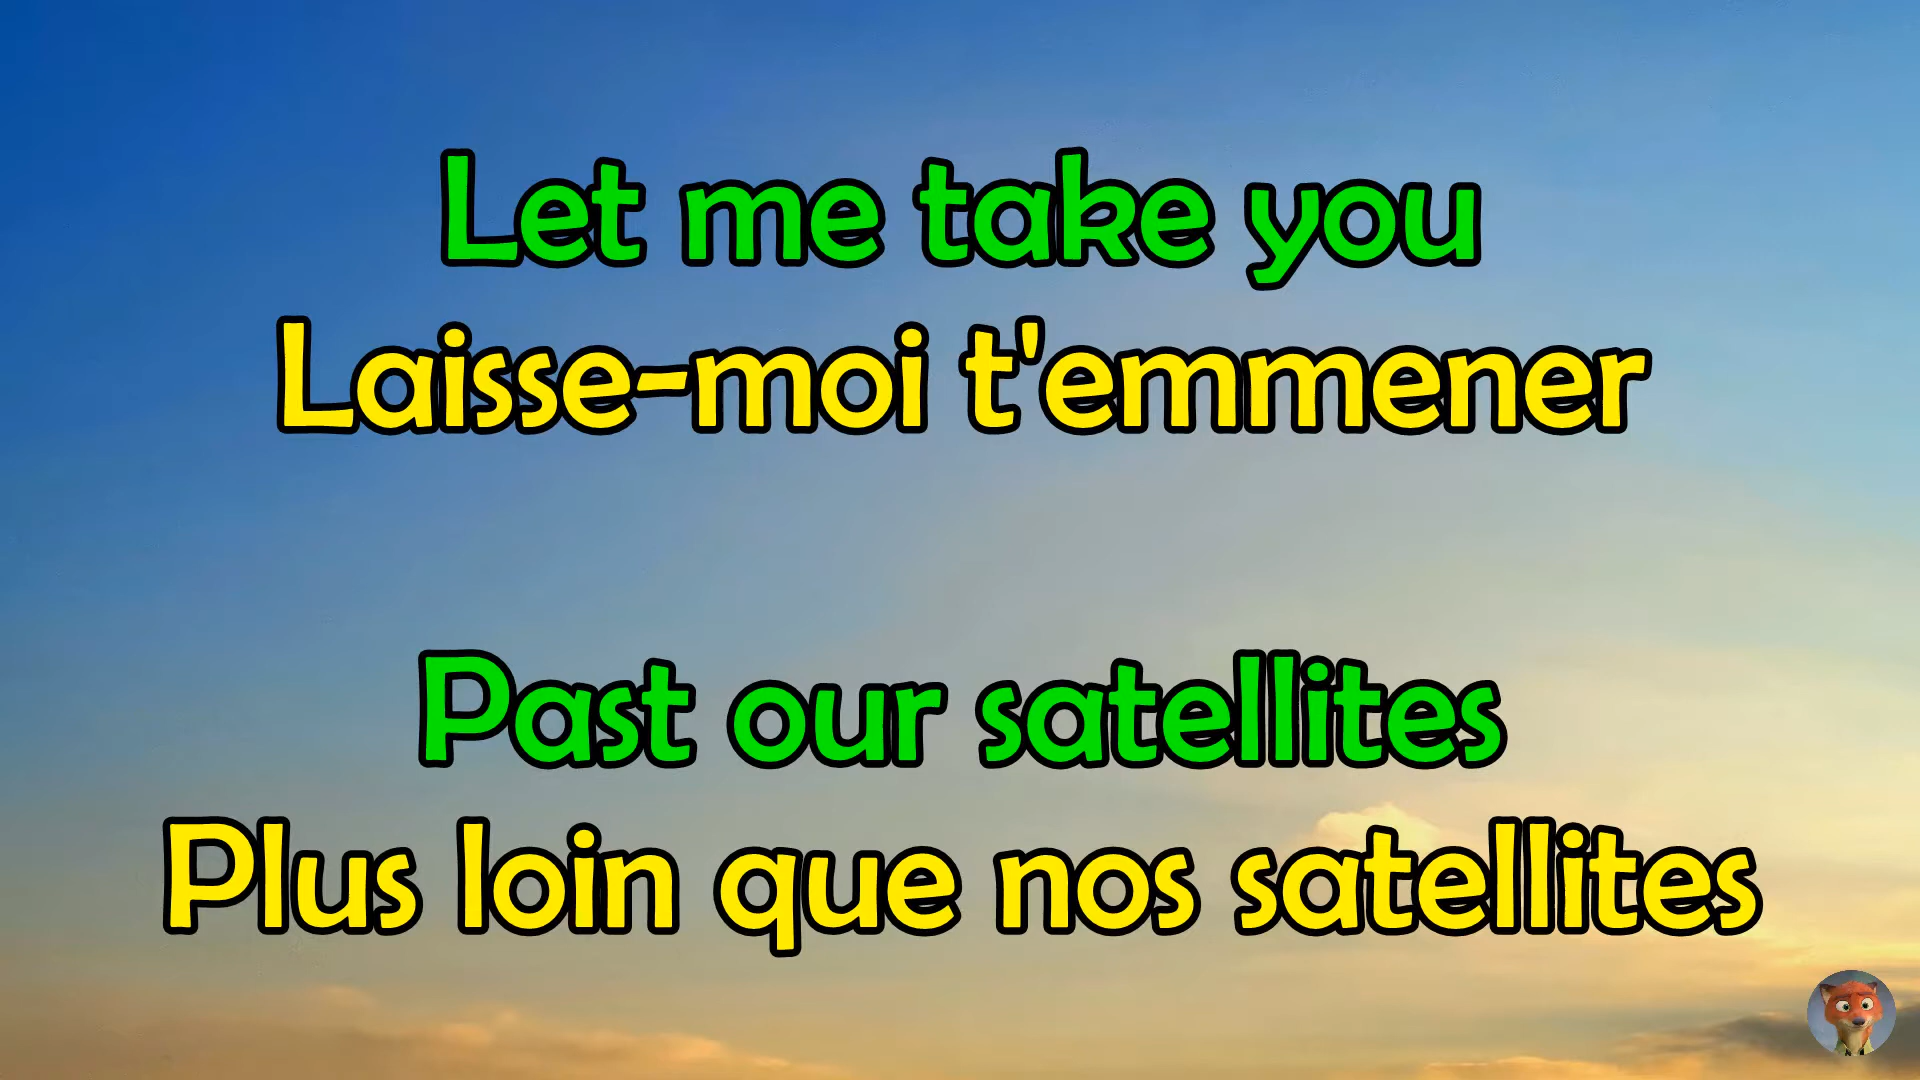 Let me take you
Laisse-moi t'emmener
Past our satellites
Plus loin que nos satellites